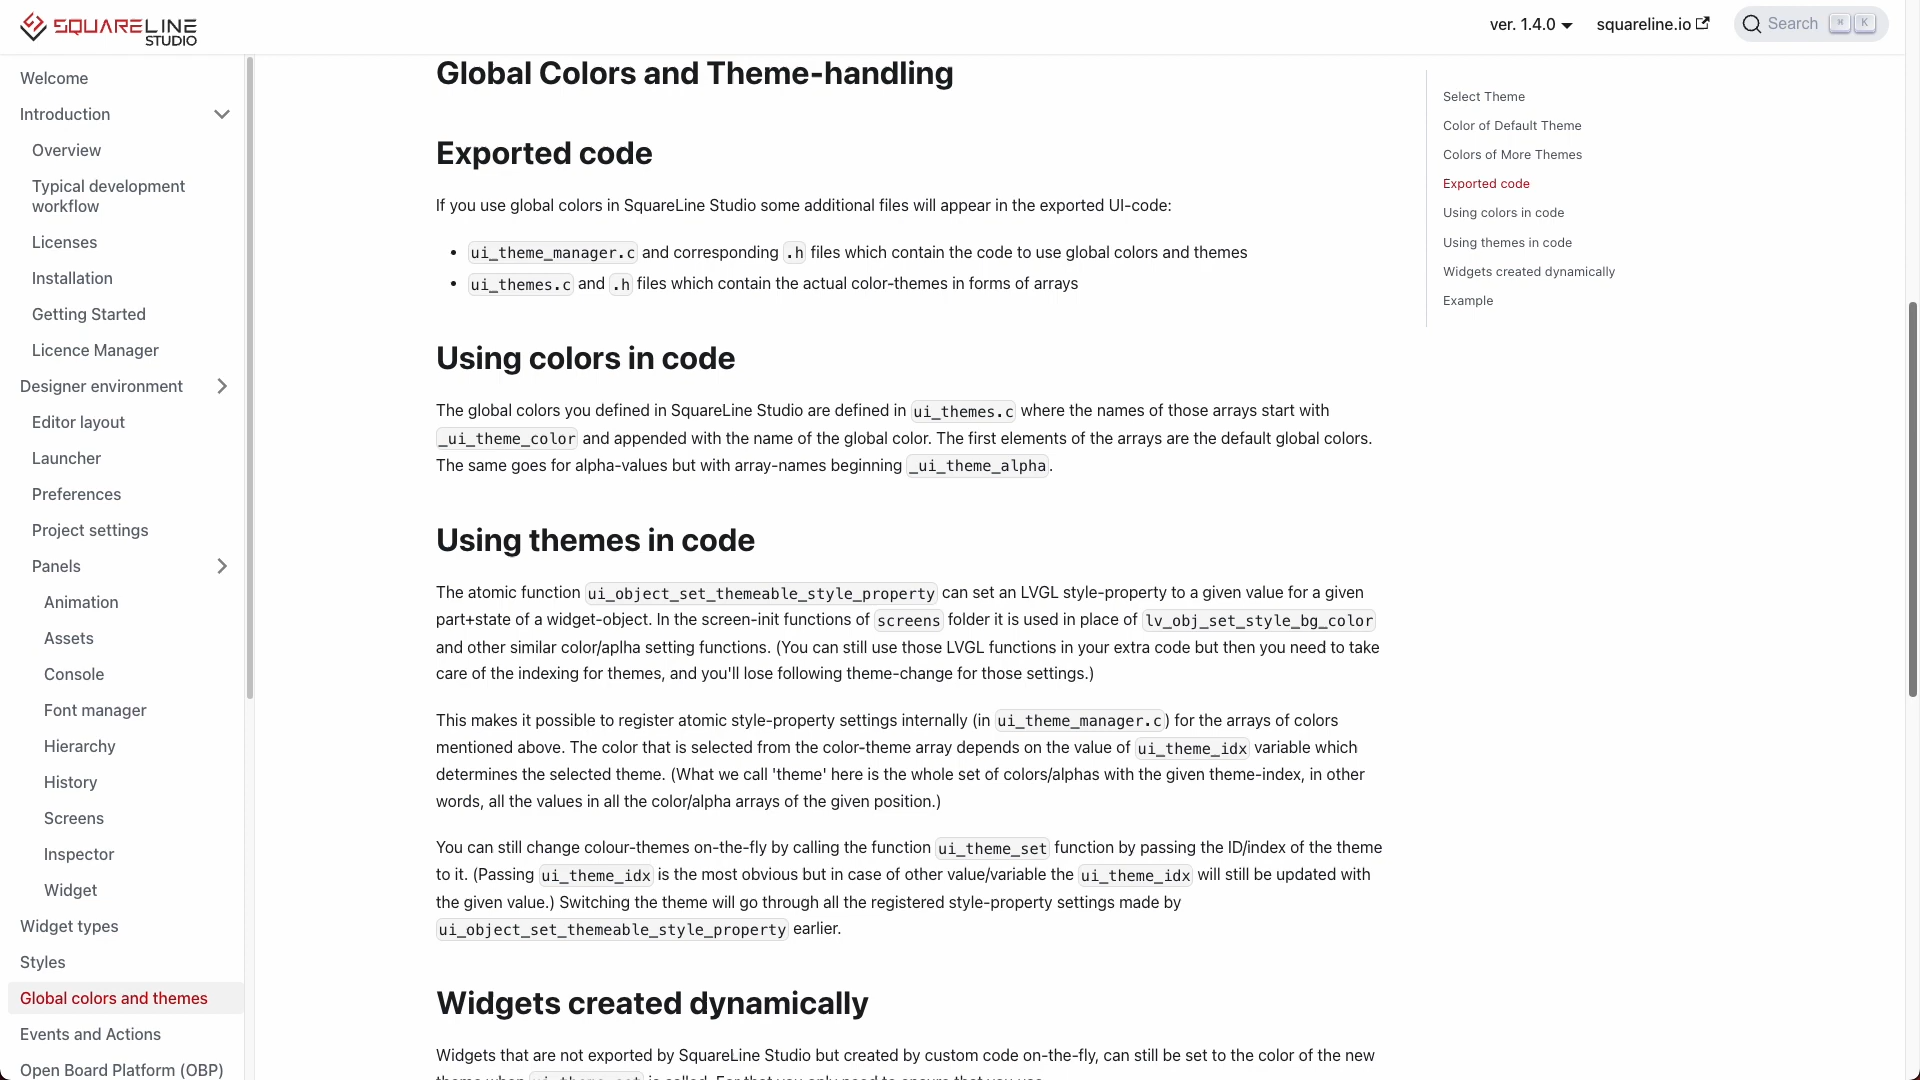 SQUARELINE
STUDIO
ver. 1.4.0
squareline.io
Search
⌘ K
Welcome
Introduction
Overview
Typical development
workflow
Licenses
Installation
Getting Started
Licence Manager
Designer environment
Editor layout
Launcher
Preferences
Project settings
Panels
Animation
Assets
Console
Font manager
Hierarchy
History
Screens
Inspector
Widget
Widget types
Styles
Global colors and themes
Events and Actions
Open Board Platform (OBP)
Global Colors and Theme-handling
Exported code
If you use global colors in SquareLine Studio some additional files will appear in the exported UI-code:
• ui_theme_manager.c and corresponding .h files which contain the code to use global colors and themes
• ui_themes.c and .h files which contain the actual color-themes in forms of arrays
Using colors in code
The global colors you defined in SquareLine Studio are defined in ui_themes.c where the names of those arrays start with
_ui_theme_color and appended with the name of the global color. The first elements of the arrays are the default global colors.
The same goes for alpha-values but with array-names beginning _ui_theme_alpha.
Using themes in code
The atomic function ui_object_set_themeable_style_property can set an LVGL style-property to a given value for a given
part+state of a widget-object. In the screen-init functions of screens folder it is used in place of lv_obj_set_style_bg_color
and other similar color/aplha setting functions. (You can still use those LVGL functions in your extra code but then you need to take
care of the indexing for themes, and you'll lose following theme-change for those settings.)
This makes it possible to register atomic style-property settings internally (in ui_theme_manager.c) for the arrays of colors
mentioned above. The color that is selected from the color-theme array depends on the value of ui_theme_idx variable which
determines the selected theme. (What we call 'theme' here is the whole set of colors/alphas with the given theme-index, in other
words, all the values in all the color/alpha arrays of the given position.)
You can still change colour-themes on-the-fly by calling the function ui_theme_set function by passing the ID/index of the theme
to it. (Passing ui_theme_idx is the most obvious but in case of other value/variable the ui_theme_idx will still be updated with
the given value.) Switching the theme will go through all the registered style-property settings made by
ui_object_set_themeable_style_property earlier.
Widgets created dynamically
Widgets that are not exported by SquareLine Studio but created by custom code on-the-fly, can still be set to the color of the new
theme when ui_theme_set is called. For that you only need to ensure that you use
Select Theme
Color of Default Theme
Colors of More Themes
Exported code
Using colors in code
Using themes in code
Widgets created dynamically
Example